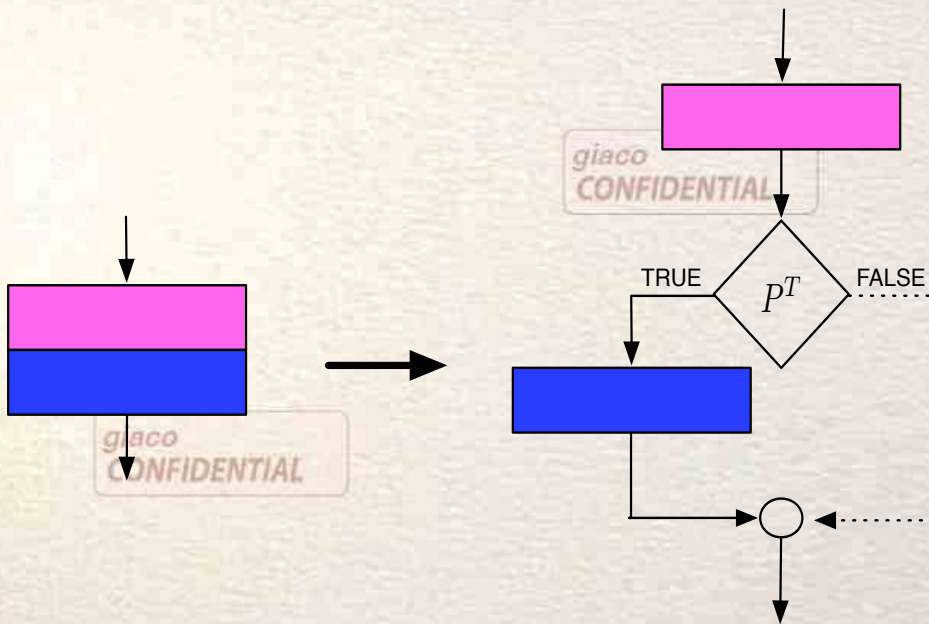 giaco
CONFIDENTIAL
TRUE
P^T
FALSE
giaco
CONFIDENTIAL